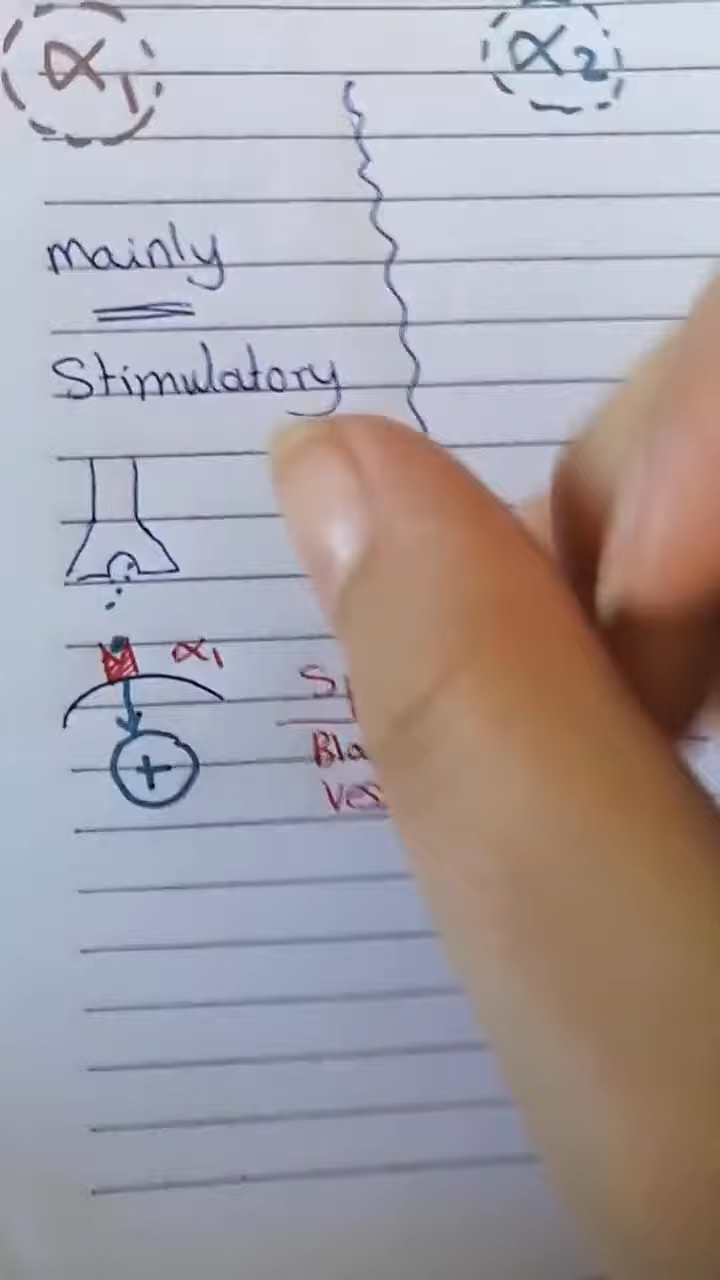 α1
α2
mainly
Stimulatory
α1
+